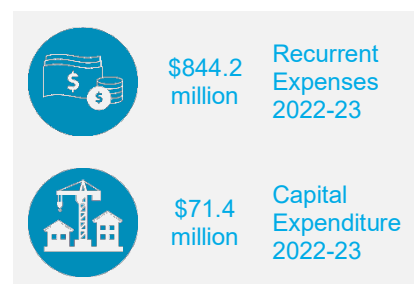 $
$
$844.2
million
Recurrent
Expenses
2022-23
$71.4
million
Capital
Expenditure
2022-23